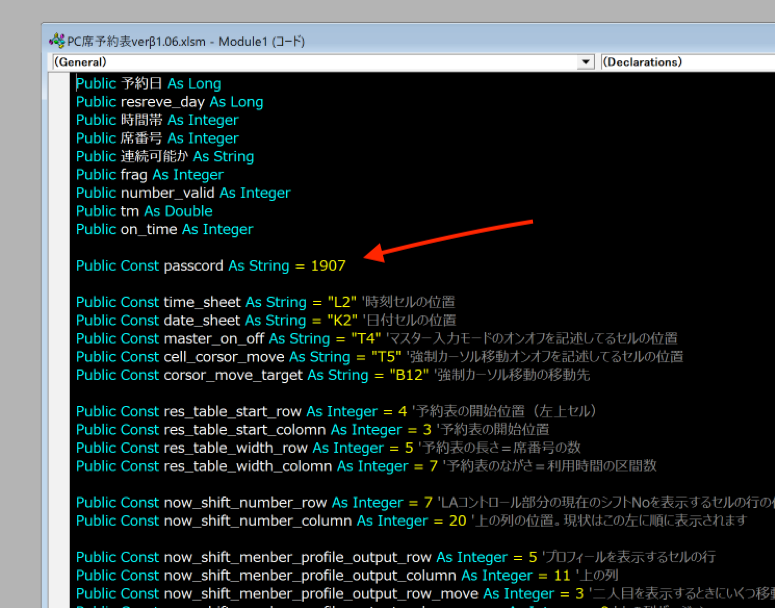 PC席予約表verβ1.06.xlsm - Module1 (コード)
(General) (Declarations)
Public 予約日 As Long
Public resreve_day As Long
Public 時間帯 As Integer
Public 席番号 As Integer
Public 連続可能か As String
Public frag As Integer
Public number_valid As Integer
Public tm As Double
Public on_time As Integer
Public Const passcord As String = 1907
Public Const time_sheet As String = "L2" '時刻セルの位置
Public Const date_sheet As String = "K2" '日付セルの位置
Public Const master_on_off As String = "T4" 'マスター入力モードのオンオフを記述してるセルの位置
Public Const cell_corsor_move As String = "T5" '強制カーソル移動オンオフを記述してるセルの位置
Public Const corsor_move_target As String = "B12" '強制カーソル移動の移動先
Public Const res_table_start_row As Integer = 4 '予約表の開始位置（左上セル）
Public Const res_table_start_colomn As Integer = 3 '予約表の開始位置
Public Const res_table_width_row As Integer = 5 '予約表の長さ＝席番号の数
Public Const res_table_width_colomn As Integer = 7 '予約表のながさ＝利用時間の区間数
Public Const now_shift_number_row As Integer = 7 'LAコントロール部分の現在のシフトNoを表示するセルの行の
Public Const now_shift_number_column As Integer = 20 '上の列の位置。現状はこの左に順に表示されます
Public Const now_shift_menber_profile_output_row As Integer = 5 'プロフィールを表示するセルの行
Public Const now_shift_menber_profile_output_column As Integer = 11 '上の列
Public Const now_shift_menber_profile_output_row_move As Integer = 3 '二人目を表示するときにいくつ移